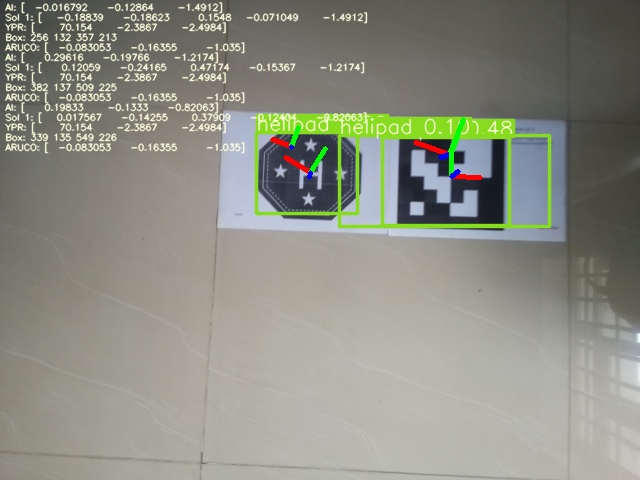 AI: [ -0.016792 -0.12864 -1.4912]
Sol 1: [ -0.18839 -0.18623 0.1548 -0.071049 -1.4912]
YPR: [ 70.154 -2.3867 -2.4984]
Box: 256 132 357 213
ARUCO: [ -0.083053 -0.16355 -1.035]
AI: [ 0.29616 -0.19766 -1.2174]
Sol 1: [ 0.12059 -0.24165 0.47174 -0.15367 -1.2174]
YPR: [ 70.154 -2.3867 -2.4984]
Box: 382 137 509 225
ARUCO: [ -0.083053 -0.16355 -1.035]
AI: [ 0.19833 -0.1333 -0.82063]
Sol 1: [ 0.017567 -0.14255 0.37909 -0.12404 -0.82063]
YPR: [ 70.154 -2.3867 -2.4984]
Box: 339 135 549 226
ARUCO: [ -0.083053 -0.16355 -1.035]
helipad helipad
H